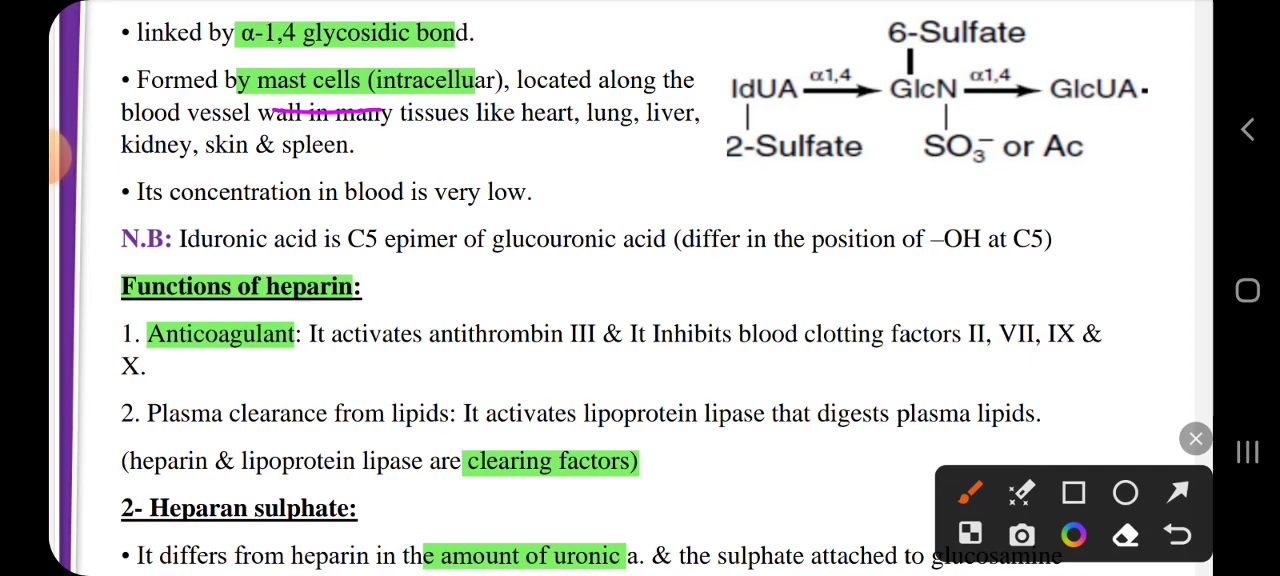 • linked by α-1,4 glycosidic bond.
• Formed by mast cells (intracelluar), located along the
blood vessel wall in many tissues like heart, lung, liver,
kidney, skin & spleen.
6-Sulfate
IdUA α1,4 GlcN α1,4 GlcUA
2-Sulfate SO₃⁻ or Ac
• Its concentration in blood is very low.
N.B: Iduronic acid is C5 epimer of glucouronic acid (differ in the position of –OH at C5)
Functions of heparin:
1. Anticoagulant: It activates antithrombin III & It Inhibits blood clotting factors II, VII, IX &
X.
2. Plasma clearance from lipids: It activates lipoprotein lipase that digests plasma lipids.
(heparin & lipoprotein lipase are clearing factors)
2- Heparan sulphate:
• It differs from heparin in the amount of uronic a. & the sulphate attached to glucosamine